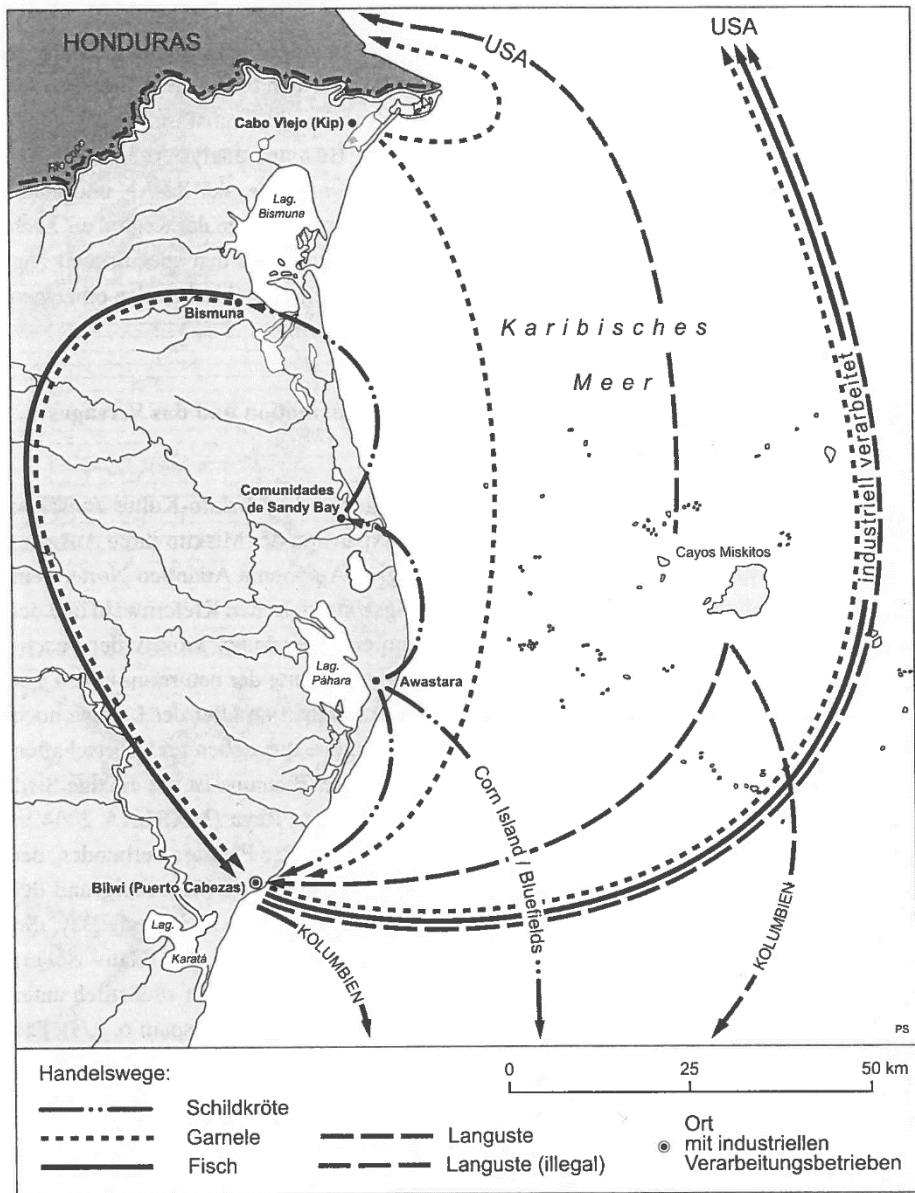 HONDURAS
USA
USA
Cabo Viejo (Kip)
Río Coco
Lag.
Bismuna
Bismuna
Karibisches
Meer
industriell verarbeitet
Comunidades
de Sandy Bay
Cayos Miskitos
Lag.
Páhara
Awastara
Corn Island / Bluefields
Bilwi (Puerto Cabezas)
Lag.
Karatá
KOLUMBIEN
KOLUMBIEN
PS
Handelswege:
0 25 50 km
Schildkröte
Garnele
Fisch
Languste
Languste (illegal)
Ort
mit industriellen
Verarbeitungsbetrieben